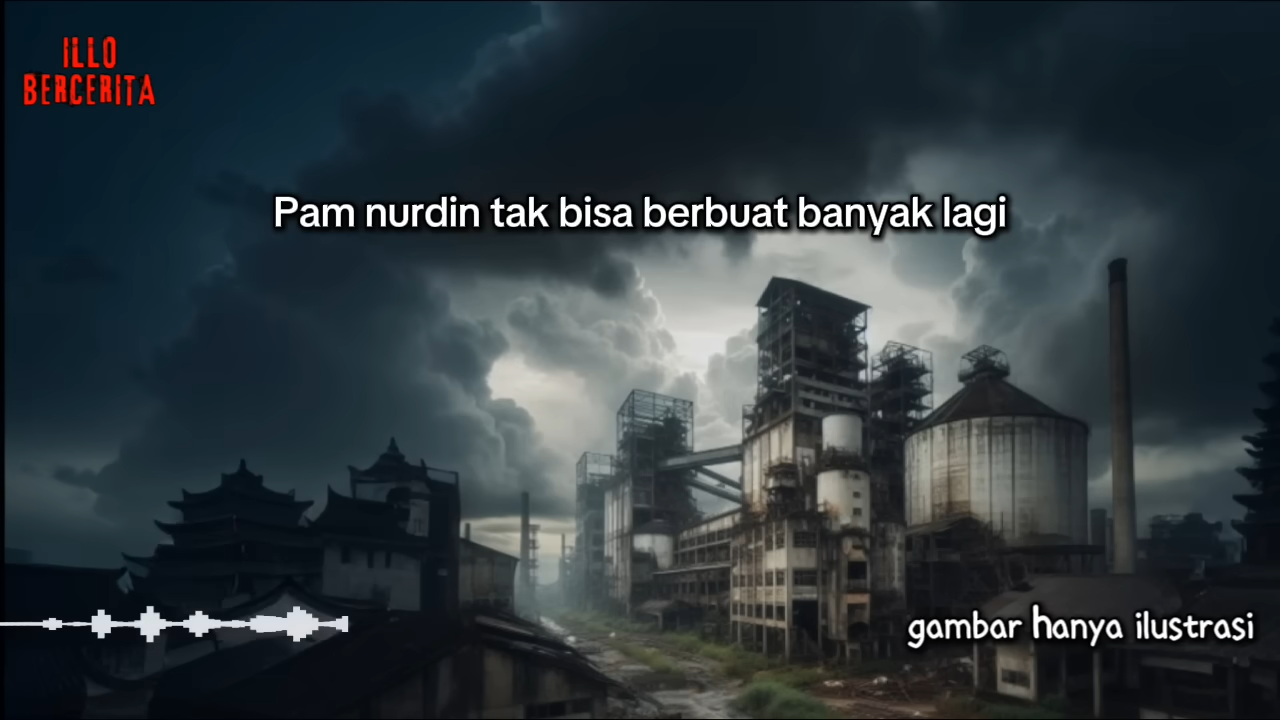 ILLO
BERCERITA
Pam nurdin tak bisa berbuat banyak lagi
gambar hanya ilustrasi